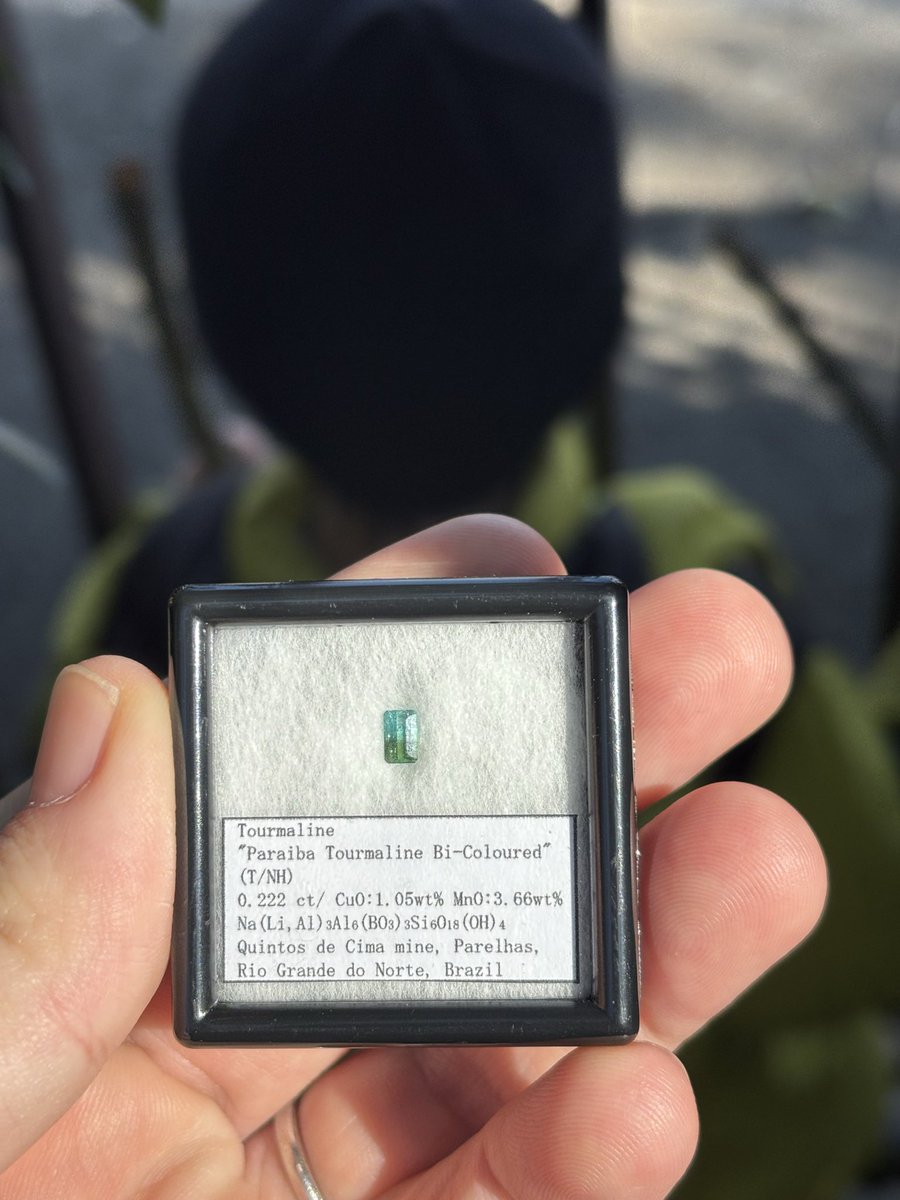 Tourmaline
"Paraiba Tourmaline Bi-Coloured"
(T/NH)
0.222 ct/ CuO:1.05wt% MnO:3.66wt%
Na(Li,Al)₃Al₆(BO₃)₃Si₆O₁₈(OH)₄
Quintos de Cima mine, Parelhas,
Rio Grande do Norte, Brazil